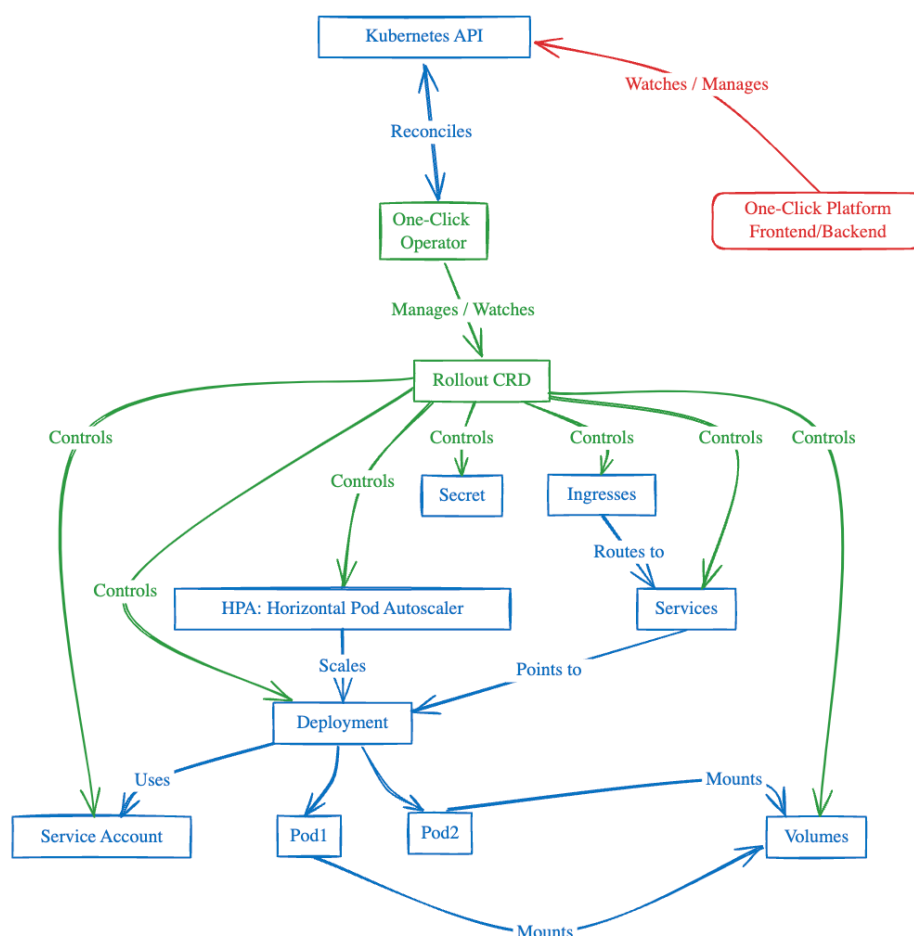 Kubernetes API
Watches / Manages
Reconciles
One-Click
Operator
One-Click Platform
Frontend/Backend
Manages / Watches
Rollout CRD
Controls
Controls
Controls
Controls
Controls
Controls
Secret
Ingresses
Routes to
Controls
HPA: Horizontal Pod Autoscaler
Services
Scales
Points to
Deployment
Uses
Mounts
Service Account
Pod1
Pod2
Volumes
Mounts